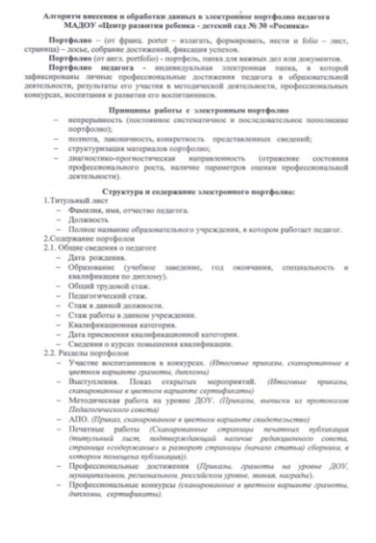 Алгоритм внесения и обработки данных в электронное портфолио педагога
МАДОУ «Центр развития ребенка - детский сад № 30 «Росинка»
Портфолио – (от франц. porter – излагать, формировать, нести и folio – лист,
страница) – досье, собрание достижений, фиксация успехов.
Портфолио (от англ. portfolio) - портфель, папка для важных дел или документов.
Портфолио педагога - индивидуальная электронная папка, в которой
зафиксированы личные профессиональные достижения педагога в образовательной
деятельности, результаты его участия в методической деятельности, профессиональных
конкурсах, воспитания и развития его воспитанников.
Принципы работы с электронным портфолио
− непрерывность (постоянное систематичное и последовательное пополнение
портфолио);
− полнота, лаконичность, конкретность представленных сведений;
− структуризация материалов портфолио;
− диагностико-прогностическая направленность (отражение состояния
профессионального роста, наличие параметров оценки профессиональной
деятельности).
Структура и содержание электронного портфолио:
1.Титульный лист
− Фамилия, имя, отчество педагога.
− Должность
− Полное название образовательного учреждения, в котором работает педагог.
2.Содержание портфолио
2.1. Общие сведения о педагоге
− Дата рождения.
− Образование (учебное заведение, год окончания, специальность и
квалификация по диплому).
− Общий трудовой стаж.
− Педагогический стаж.
− Стаж в данной должности.
− Стаж работы в данном учреждении.
− Квалификационная категория.
− Дата присвоения квалификационной категории.
− Сведения о курсах повышения квалификации.
2.2. Разделы портфолио
− Участие воспитанников в конкурсах. (Итоговые приказы, сканированные в
цветном варианте грамоты, дипломы)
− Выступления. Показ открытых мероприятий. (Итоговые приказы,
сканированные в цветном варианте сертификаты)
− Методическая работа на уровне ДОУ. (Приказы, выписки из протоколов
Педагогического совета)
− АПО. (Приказ, сканированное в цветном варианте свидетельство)
− Печатные работы (Сканированные страницы печатных публикация
(титульный лист, подтверждающий наличие редакционного совета,
страница «содержание» и разворот страницы (начало статьи) сборника, в
котором помещена публикация)).
− Профессиональные достижения (Приказы, грамоты на уровне ДОУ,
муниципальном, региональном, российском уровне, звания, награды).
− Профессиональные конкурсы (сканированные в цветном варианте грамоты,
дипломы, сертификаты).